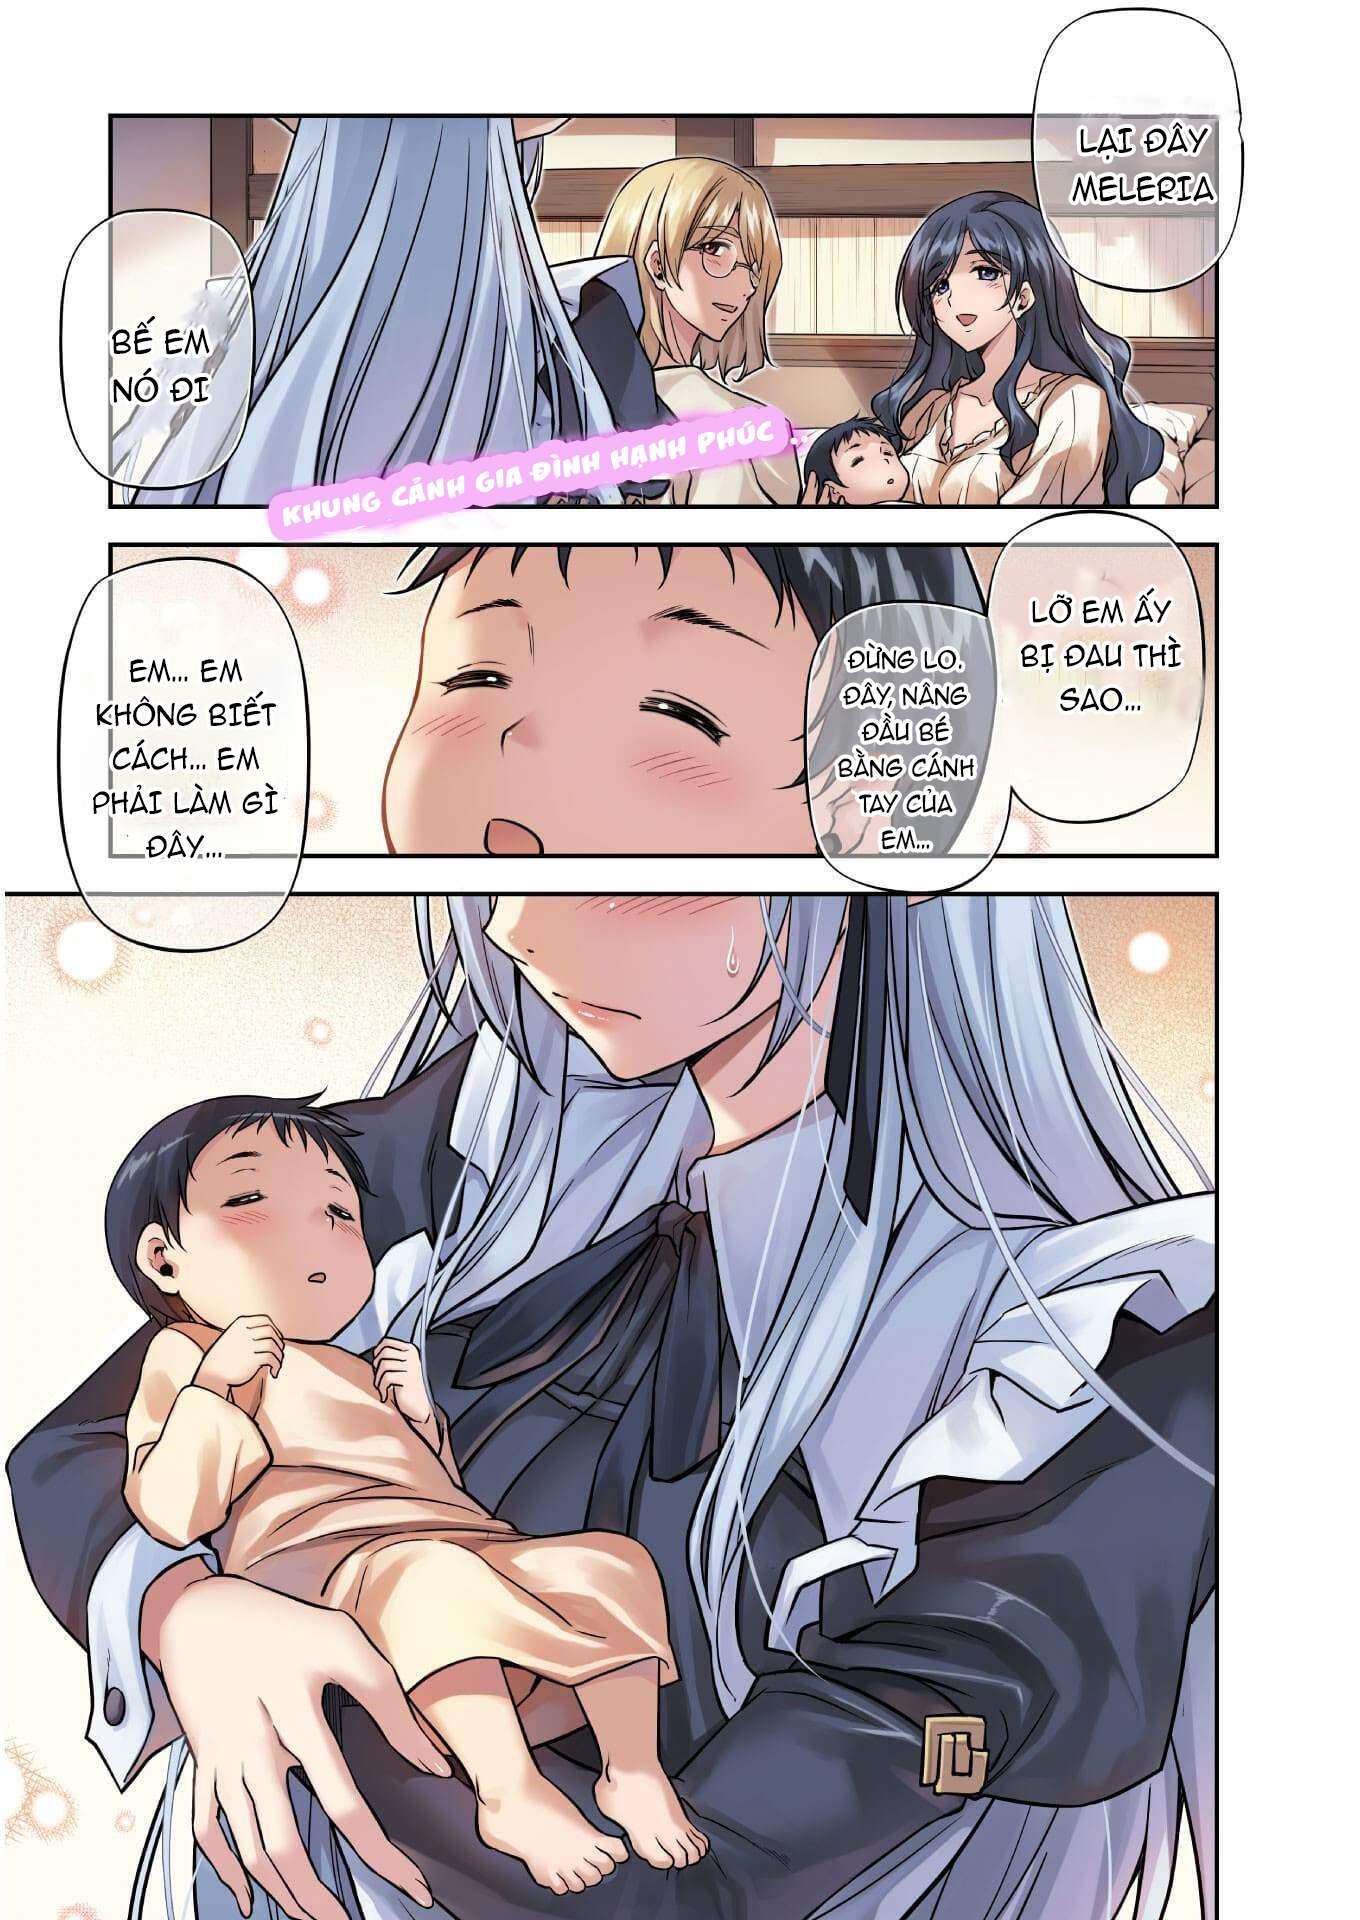 LẠI ĐÂY
MELERIA
BẾ EM
NÓ ĐI
KHUNG CẢNH GIA ĐÌNH HẠNH PHÚC ..
LỠ EM ẤY
BỊ ĐAU THÌ
SAO...
ĐỪNG LO.
ĐÂY, NÂNG
ĐẦU BÉ
BẰNG CÁNH
TAY CỦA
EM...
EM... EM
KHÔNG BIẾT
CÁCH... EM
PHẢI LÀM GÌ
ĐÂY...